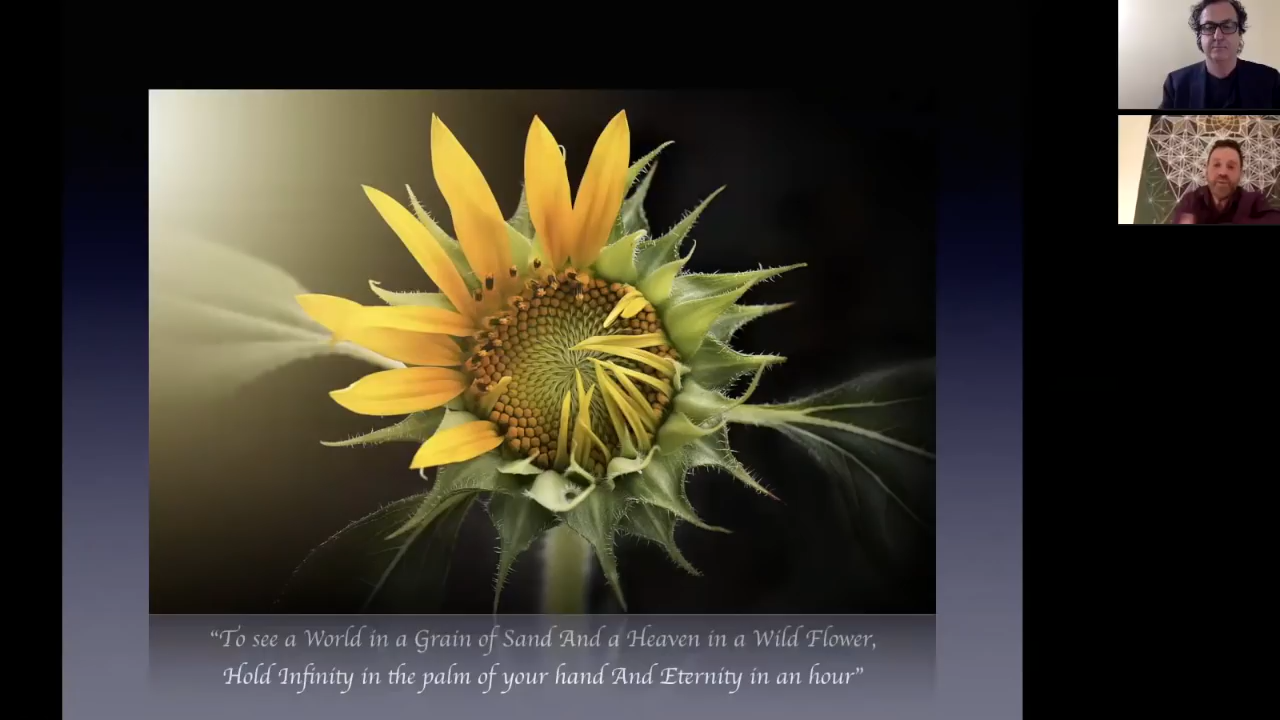 "To see a World in a Grain of Sand And a Heaven in a Wild Flower,
Hold Infinity in the palm of your hand And Eternity in an hour"